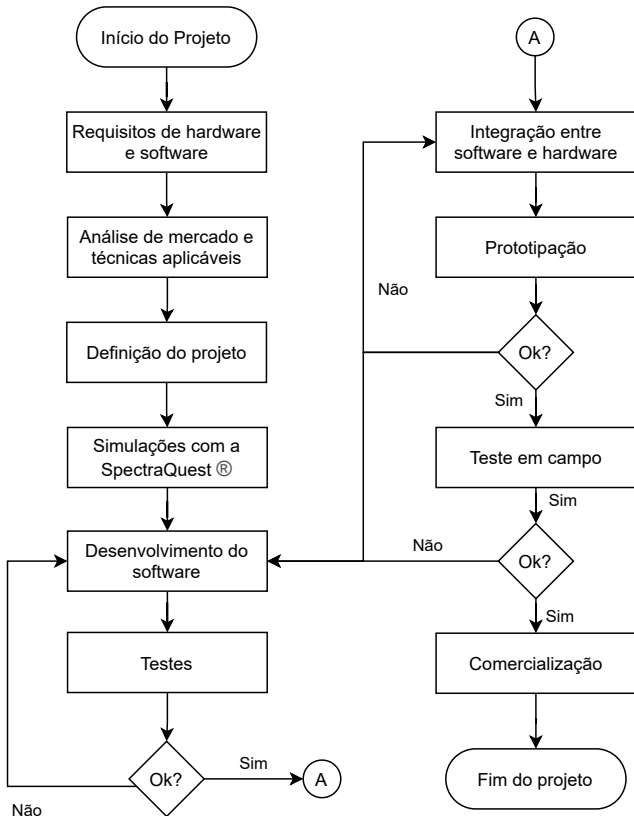 Início do Projeto
Requisitos de hardware
e software
Análise de mercado e
técnicas aplicáveis
Definição do projeto
Simulações com a
SpectraQuest ®
Desenvolvimento do
software
Testes
Ok?
Sim
A
Não
A
Integração entre
software e hardware
Prototipação
Não
Ok?
Sim
Teste em campo
Sim
Não
Ok?
Sim
Comercialização
Fim do projeto